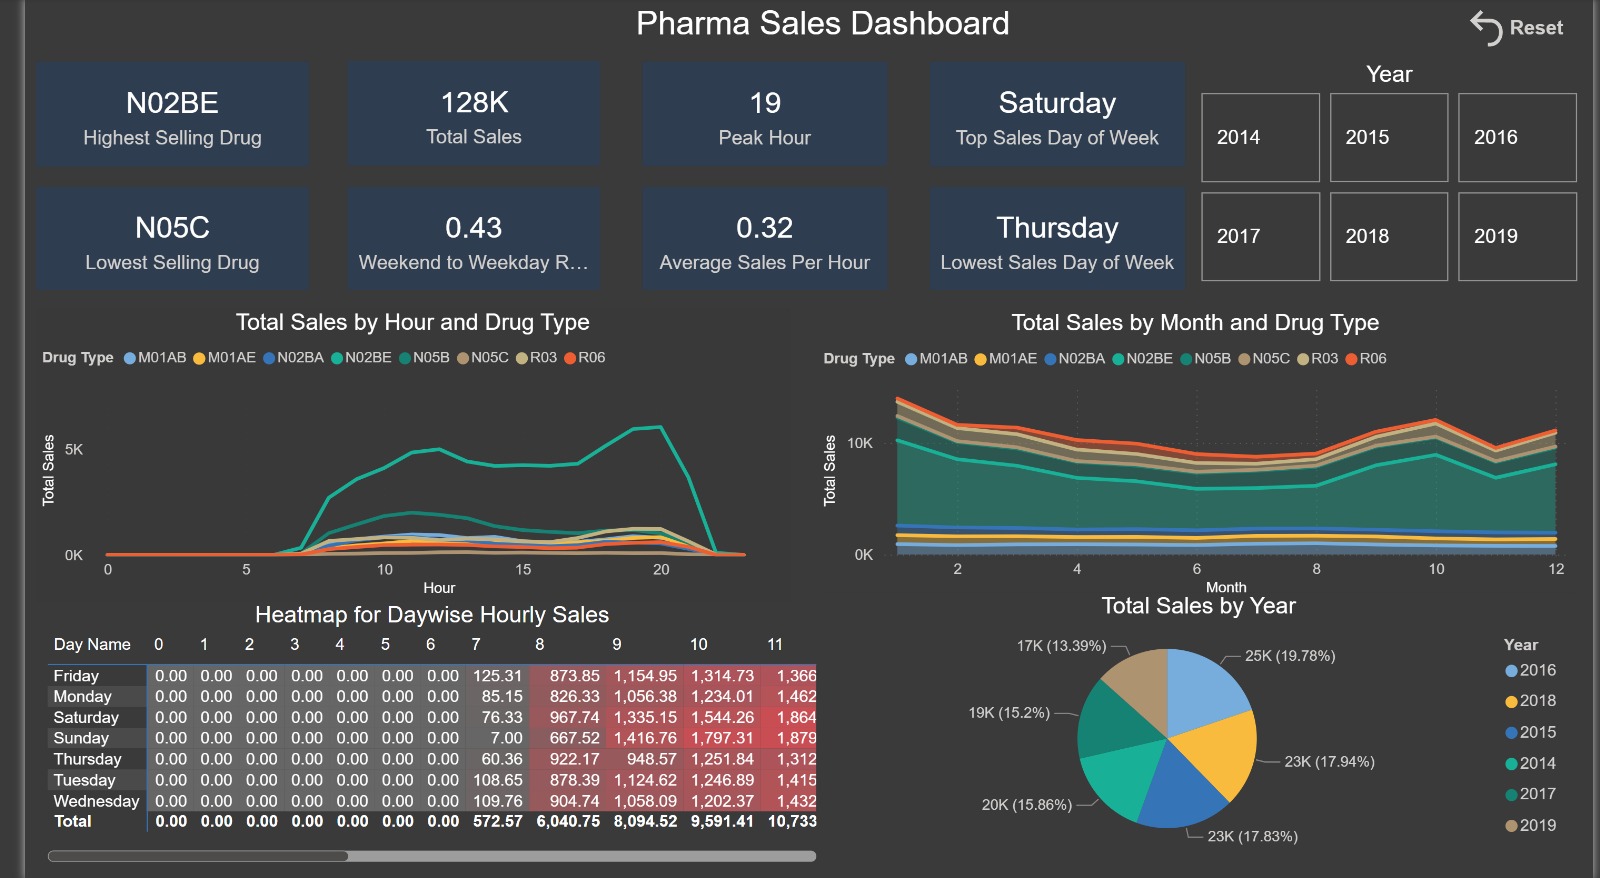 Pharma Sales Dashboard
Reset
N02BE
Highest Selling Drug
128K
Total Sales
19
Peak Hour
Saturday
Top Sales Day of Week
Year
2014 2015 2016
2017 2018 2019
N05C
Lowest Selling Drug
0.43
Weekend to Weekday R...
0.32
Average Sales Per Hour
Thursday
Lowest Sales Day of Week
Total Sales by Hour and Drug Type
Drug Type M01AB M01AE N02BA N02BE N05B N05C R03 R06
Total Sales
5K
0K
0 5 10 15 20
Hour
Total Sales by Month and Drug Type
Drug Type M01AB M01AE N02BA N02BE N05B N05C R03 R06
Total Sales
10K
0K
2 4 6 8 10 12
Month
Heatmap for Daywise Hourly Sales
Day Name 0 1 2 3 4 5 6 7 8 9 10 11
Friday 0.00 0.00 0.00 0.00 0.00 0.00 0.00 125.31 873.85 1,154.95 1,314.73 1,366
Monday 0.00 0.00 0.00 0.00 0.00 0.00 0.00 85.15 826.33 1,056.38 1,234.01 1,462
Saturday 0.00 0.00 0.00 0.00 0.00 0.00 0.00 76.33 967.74 1,335.15 1,544.26 1,864
Sunday 0.00 0.00 0.00 0.00 0.00 0.00 0.00 7.00 667.52 1,416.76 1,797.31 1,879
Thursday 0.00 0.00 0.00 0.00 0.00 0.00 0.00 60.36 922.17 948.57 1,251.84 1,312
Tuesday 0.00 0.00 0.00 0.00 0.00 0.00 0.00 108.65 878.39 1,124.62 1,246.89 1,415
Wednesday 0.00 0.00 0.00 0.00 0.00 0.00 0.00 109.76 904.74 1,058.09 1,202.37 1,432
Total 0.00 0.00 0.00 0.00 0.00 0.00 0.00 572.57 6,040.75 8,094.52 9,591.41 10,733
Total Sales by Year
17K (13.39%)
25K (19.78%)
19K (15.2%)
23K (17.94%)
20K (15.86%)
23K (17.83%)
Year
2016
2018
2015
2014
2017
2019